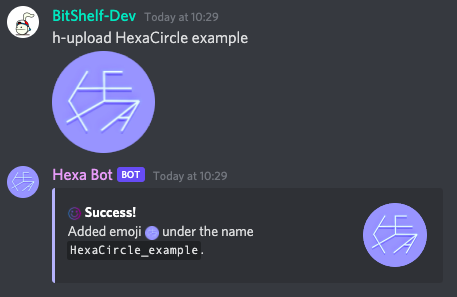 BitShelf-Dev Today at 10:29
h-upload HexaCircle example
Hexa Bot BOT Today at 10:29
Success!
Added emoji under the name
HexaCircle_example.